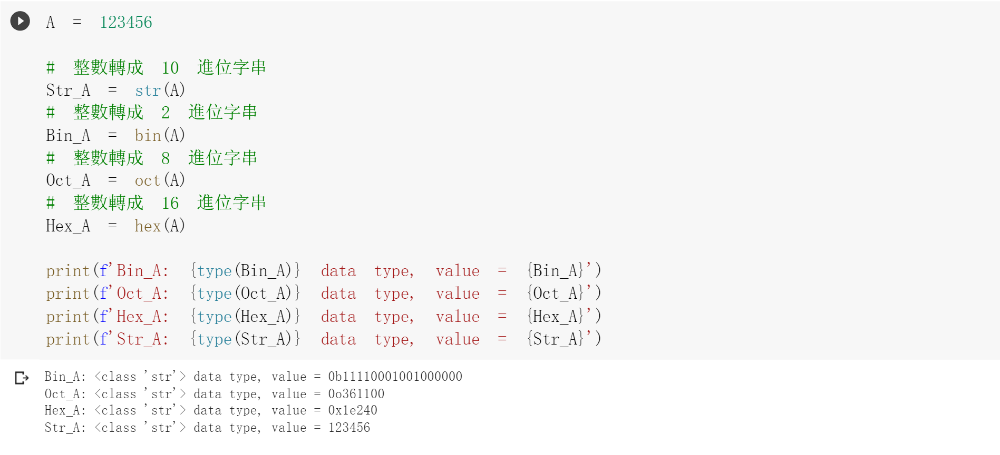 A = 123456
# 整數轉成 10 進位字串
Str_A = str(A)
# 整數轉成 2 進位字串
Bin_A = bin(A)
# 整數轉成 8 進位字串
Oct_A = oct(A)
# 整數轉成 16 進位字串
Hex_A = hex(A)
print(f'Bin_A: {type(Bin_A)} data type, value = {Bin_A}')
print(f'Oct_A: {type(Oct_A)} data type, value = {Oct_A}')
print(f'Hex_A: {type(Hex_A)} data type, value = {Hex_A}')
print(f'Str_A: {type(Str_A)} data type, value = {Str_A}')
Bin_A: <class 'str'> data type, value = 0b11110001001000000
Oct_A: <class 'str'> data type, value = 0o361100
Hex_A: <class 'str'> data type, value = 0x1e240
Str_A: <class 'str'> data type, value = 123456